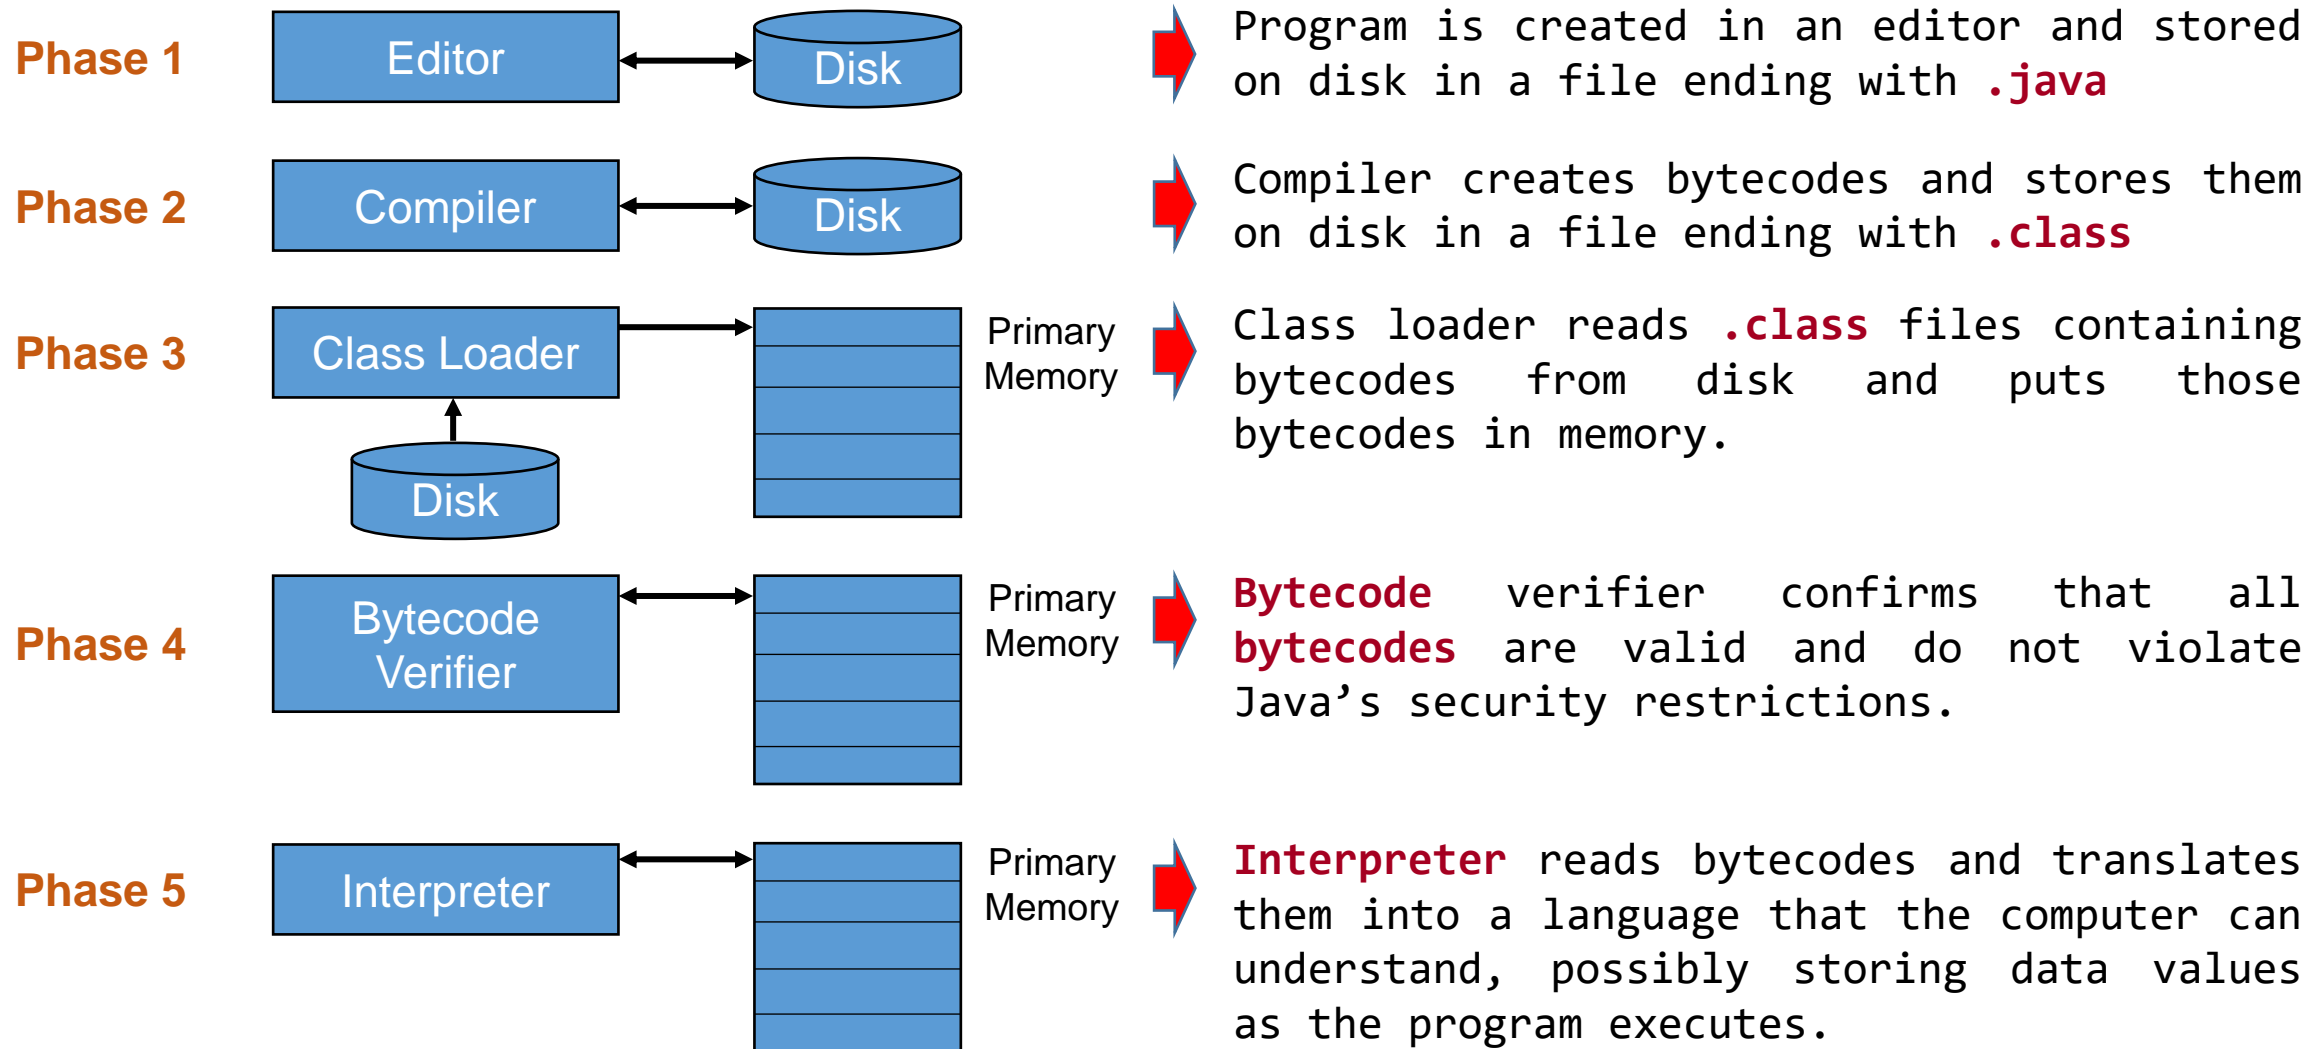 Phase 1
Editor
Disk
Program is created in an editor and stored
on disk in a file ending with .java
Phase 2
Compiler
Disk
Compiler creates bytecodes and stores them
on disk in a file ending with .class
Phase 3
Class Loader
Disk
Primary
Memory
Class loader reads .class files containing
bytecodes from disk and puts those
bytecodes in memory.
Phase 4
Bytecode
Verifier
Primary
Memory
Bytecode verifier confirms that all
bytecodes are valid and do not violate
Java’s security restrictions.
Phase 5
Interpreter
Primary
Memory
Interpreter reads bytecodes and translates
them into a language that the computer can
understand, possibly storing data values
as the program executes.